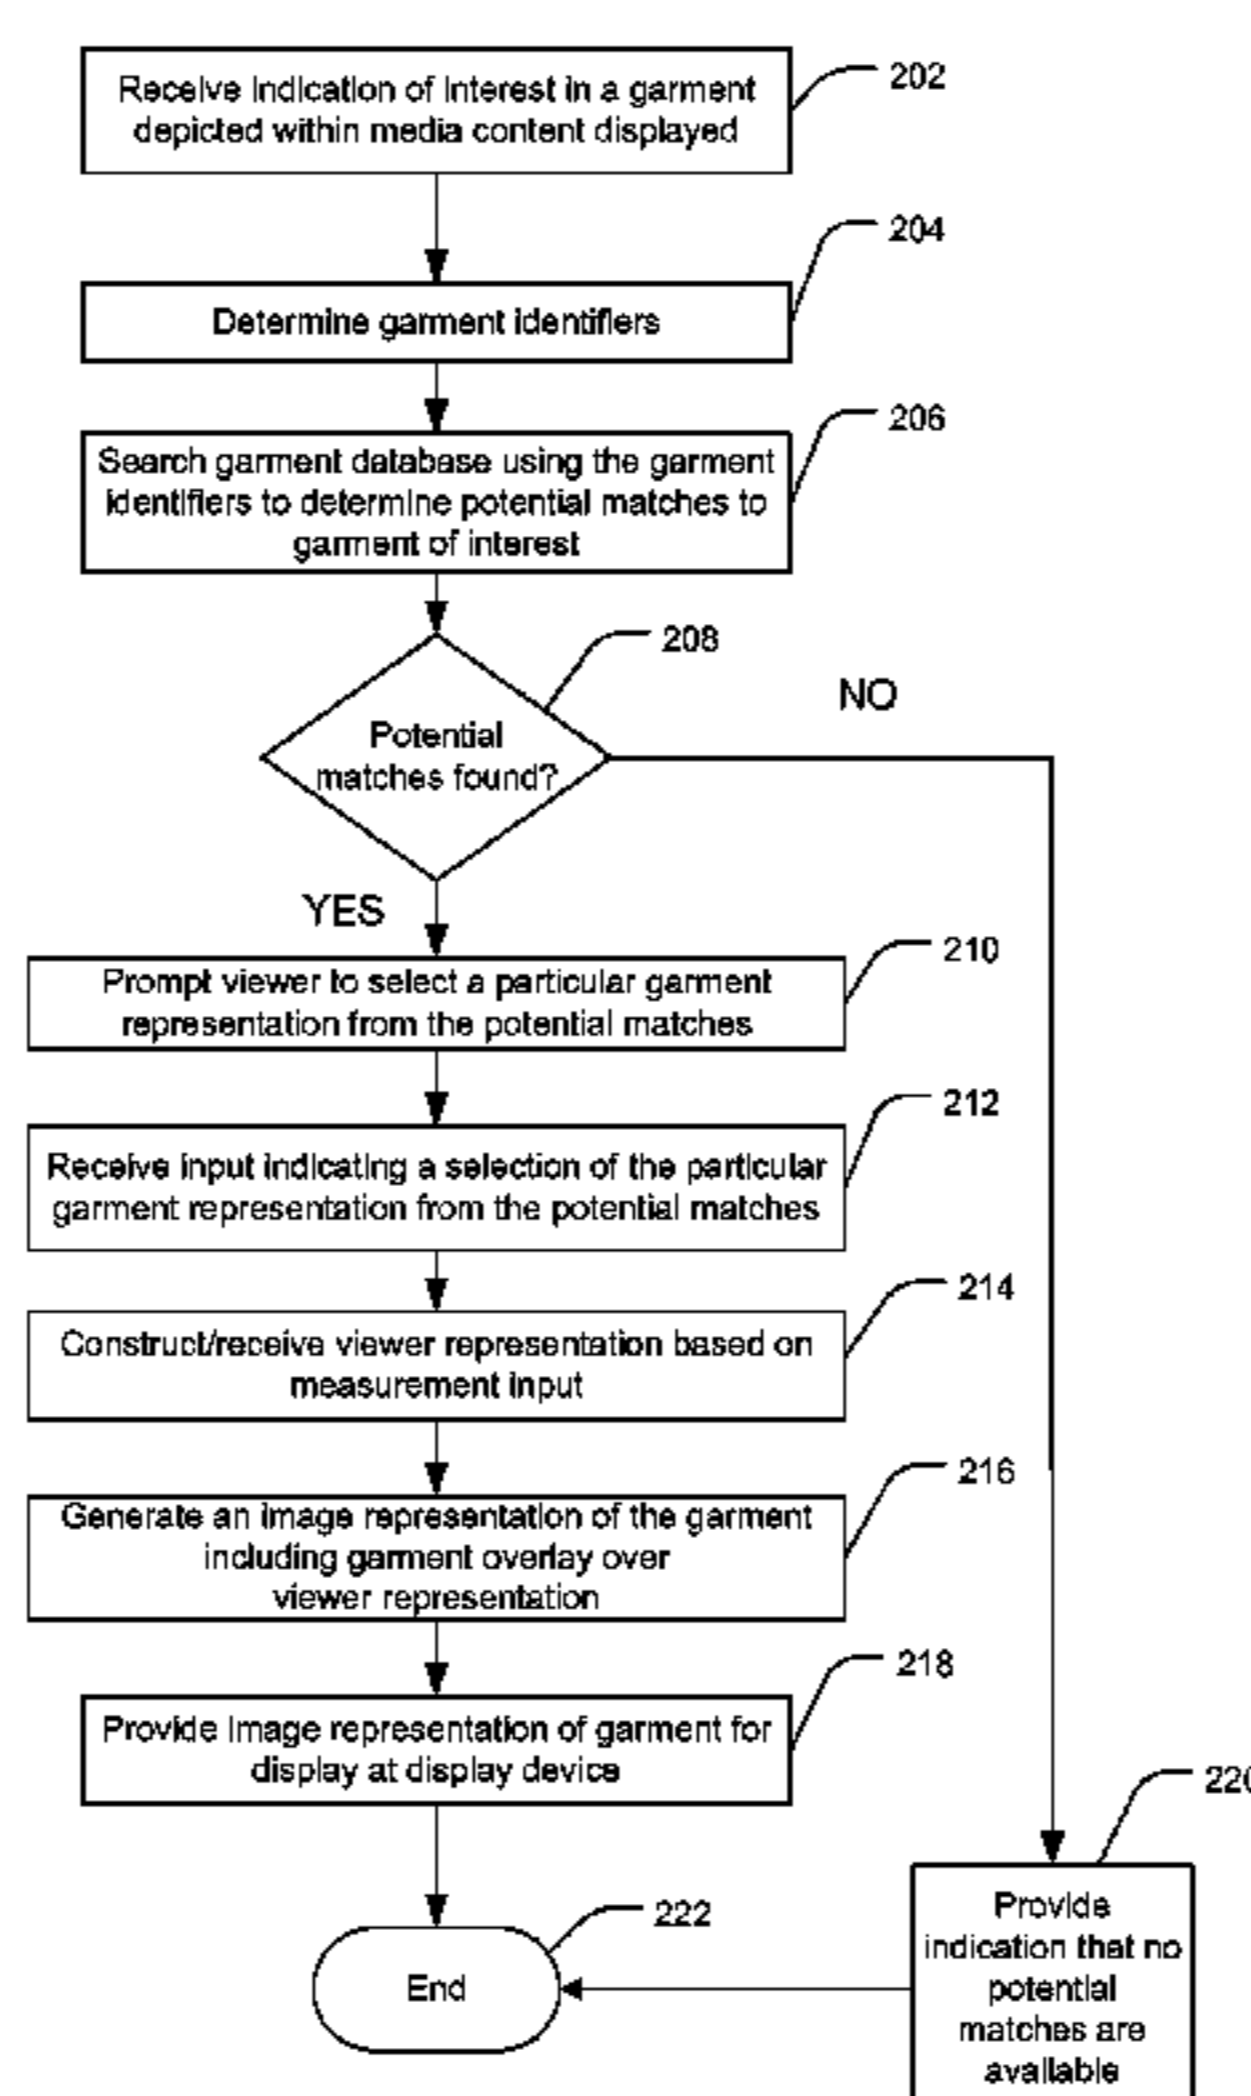 Receive indication of interest in a garment
depicted within media content displayed
202
204
Determine garment identifiers
206
Search garment database using the garment
identifiers to determine potential matches to
garment of interest
208
NO
Potential
matches found?
YES
210
Prompt viewer to select a particular garment
representation from the potential matches
212
Receive input indicating a selection of the particular
garment representation from the potential matches
214
Construct/receive viewer representation based on
measurement input
216
Generate an image representation of the garment
including garment overlay over
viewer representation
218
Provide image representation of garment for
display at display device
220
222
End
Provide
indication that no
potential
matches are
available